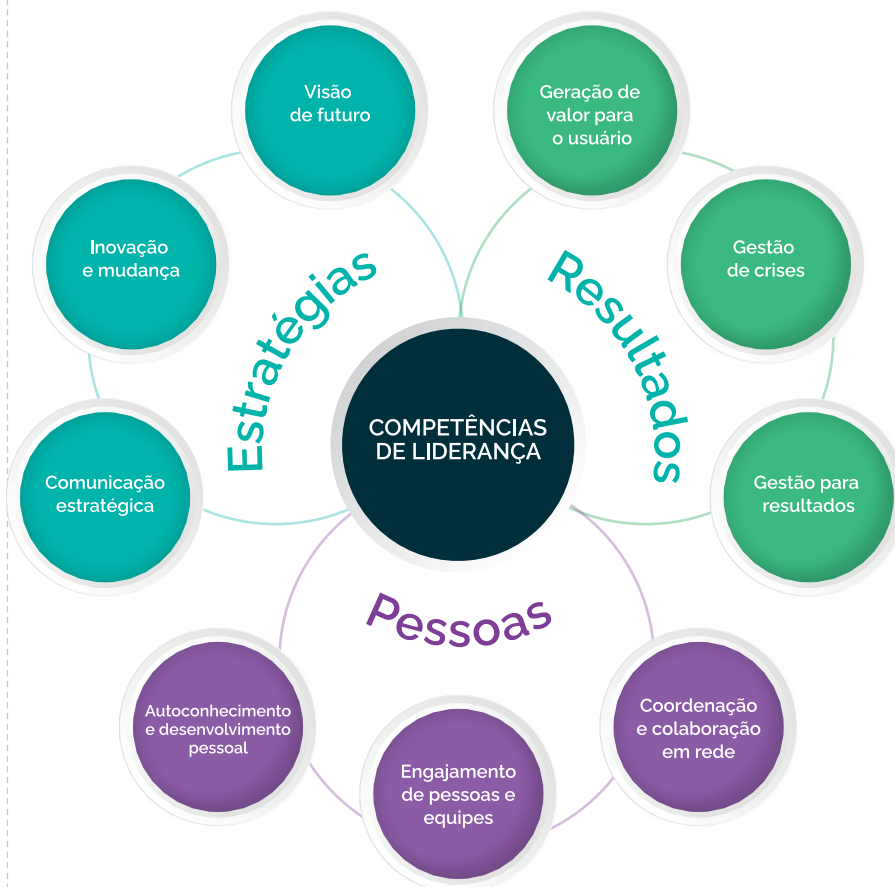 Visão
de futuro
Geração de
valor para
o usuário
Inovação
e mudança
Gestão
de crises
Estratégias
Resultados
COMPETÊNCIAS
DE LIDERANÇA
Comunicação
estratégica
Gestão para
resultados
Pessoas
Autoconhecimento
e desenvolvimento
pessoal
Engajamento
de pessoas e
equipes
Coordenação
e colaboração
em rede